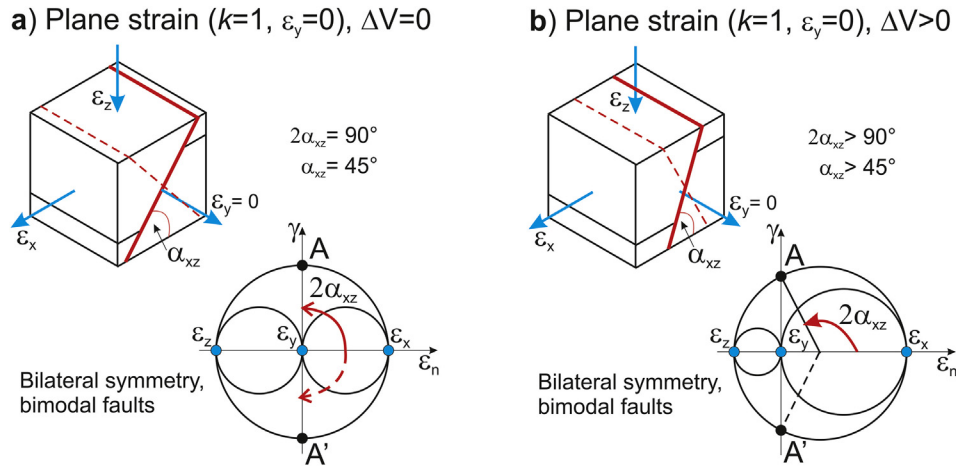 a) Plane strain (k=1, εy=0), ΔV=0
εz
2αxz= 90°
αxz= 45°
εy= 0
εx
αxz
γ
A
2αxz
εz
εy
εx
εn
Bilateral symmetry,
bimodal faults
A'
b) Plane strain (k=1, εy=0), ΔV>0
εz
2αxz> 90°
αxz> 45°
εy= 0
εx
αxz
γ
A
2αxz
εz
εy
εx
εn
Bilateral symmetry,
bimodal faults
A'